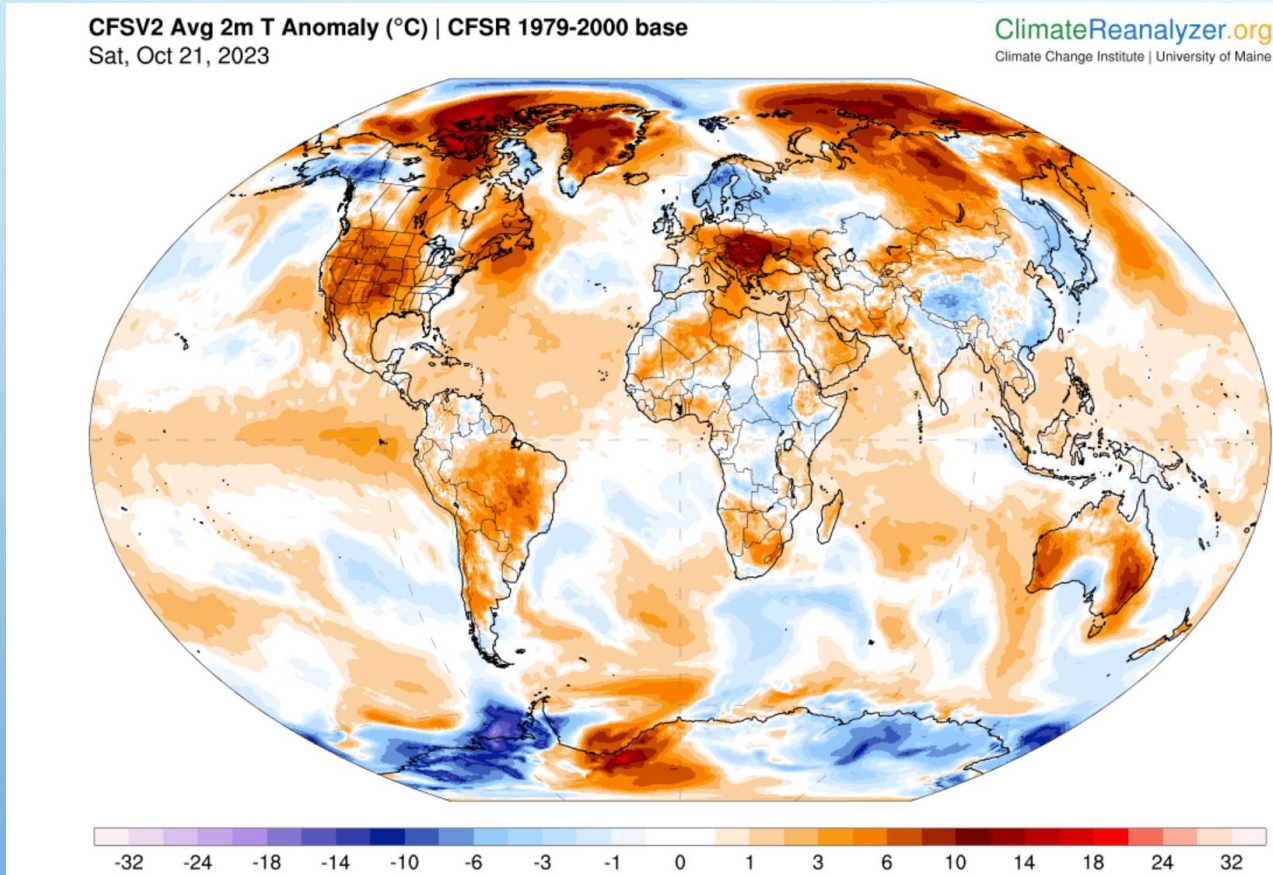 CFSV2 Avg 2m T Anomaly (°C) | CFSR 1979-2000 base
Sat, Oct 21, 2023
ClimateReanalyzer.org
Climate Change Institute | University of Maine
-32 -24 -18 -14 -10 -6 -3 -1 0 1 3 6 10 14 18 24 32